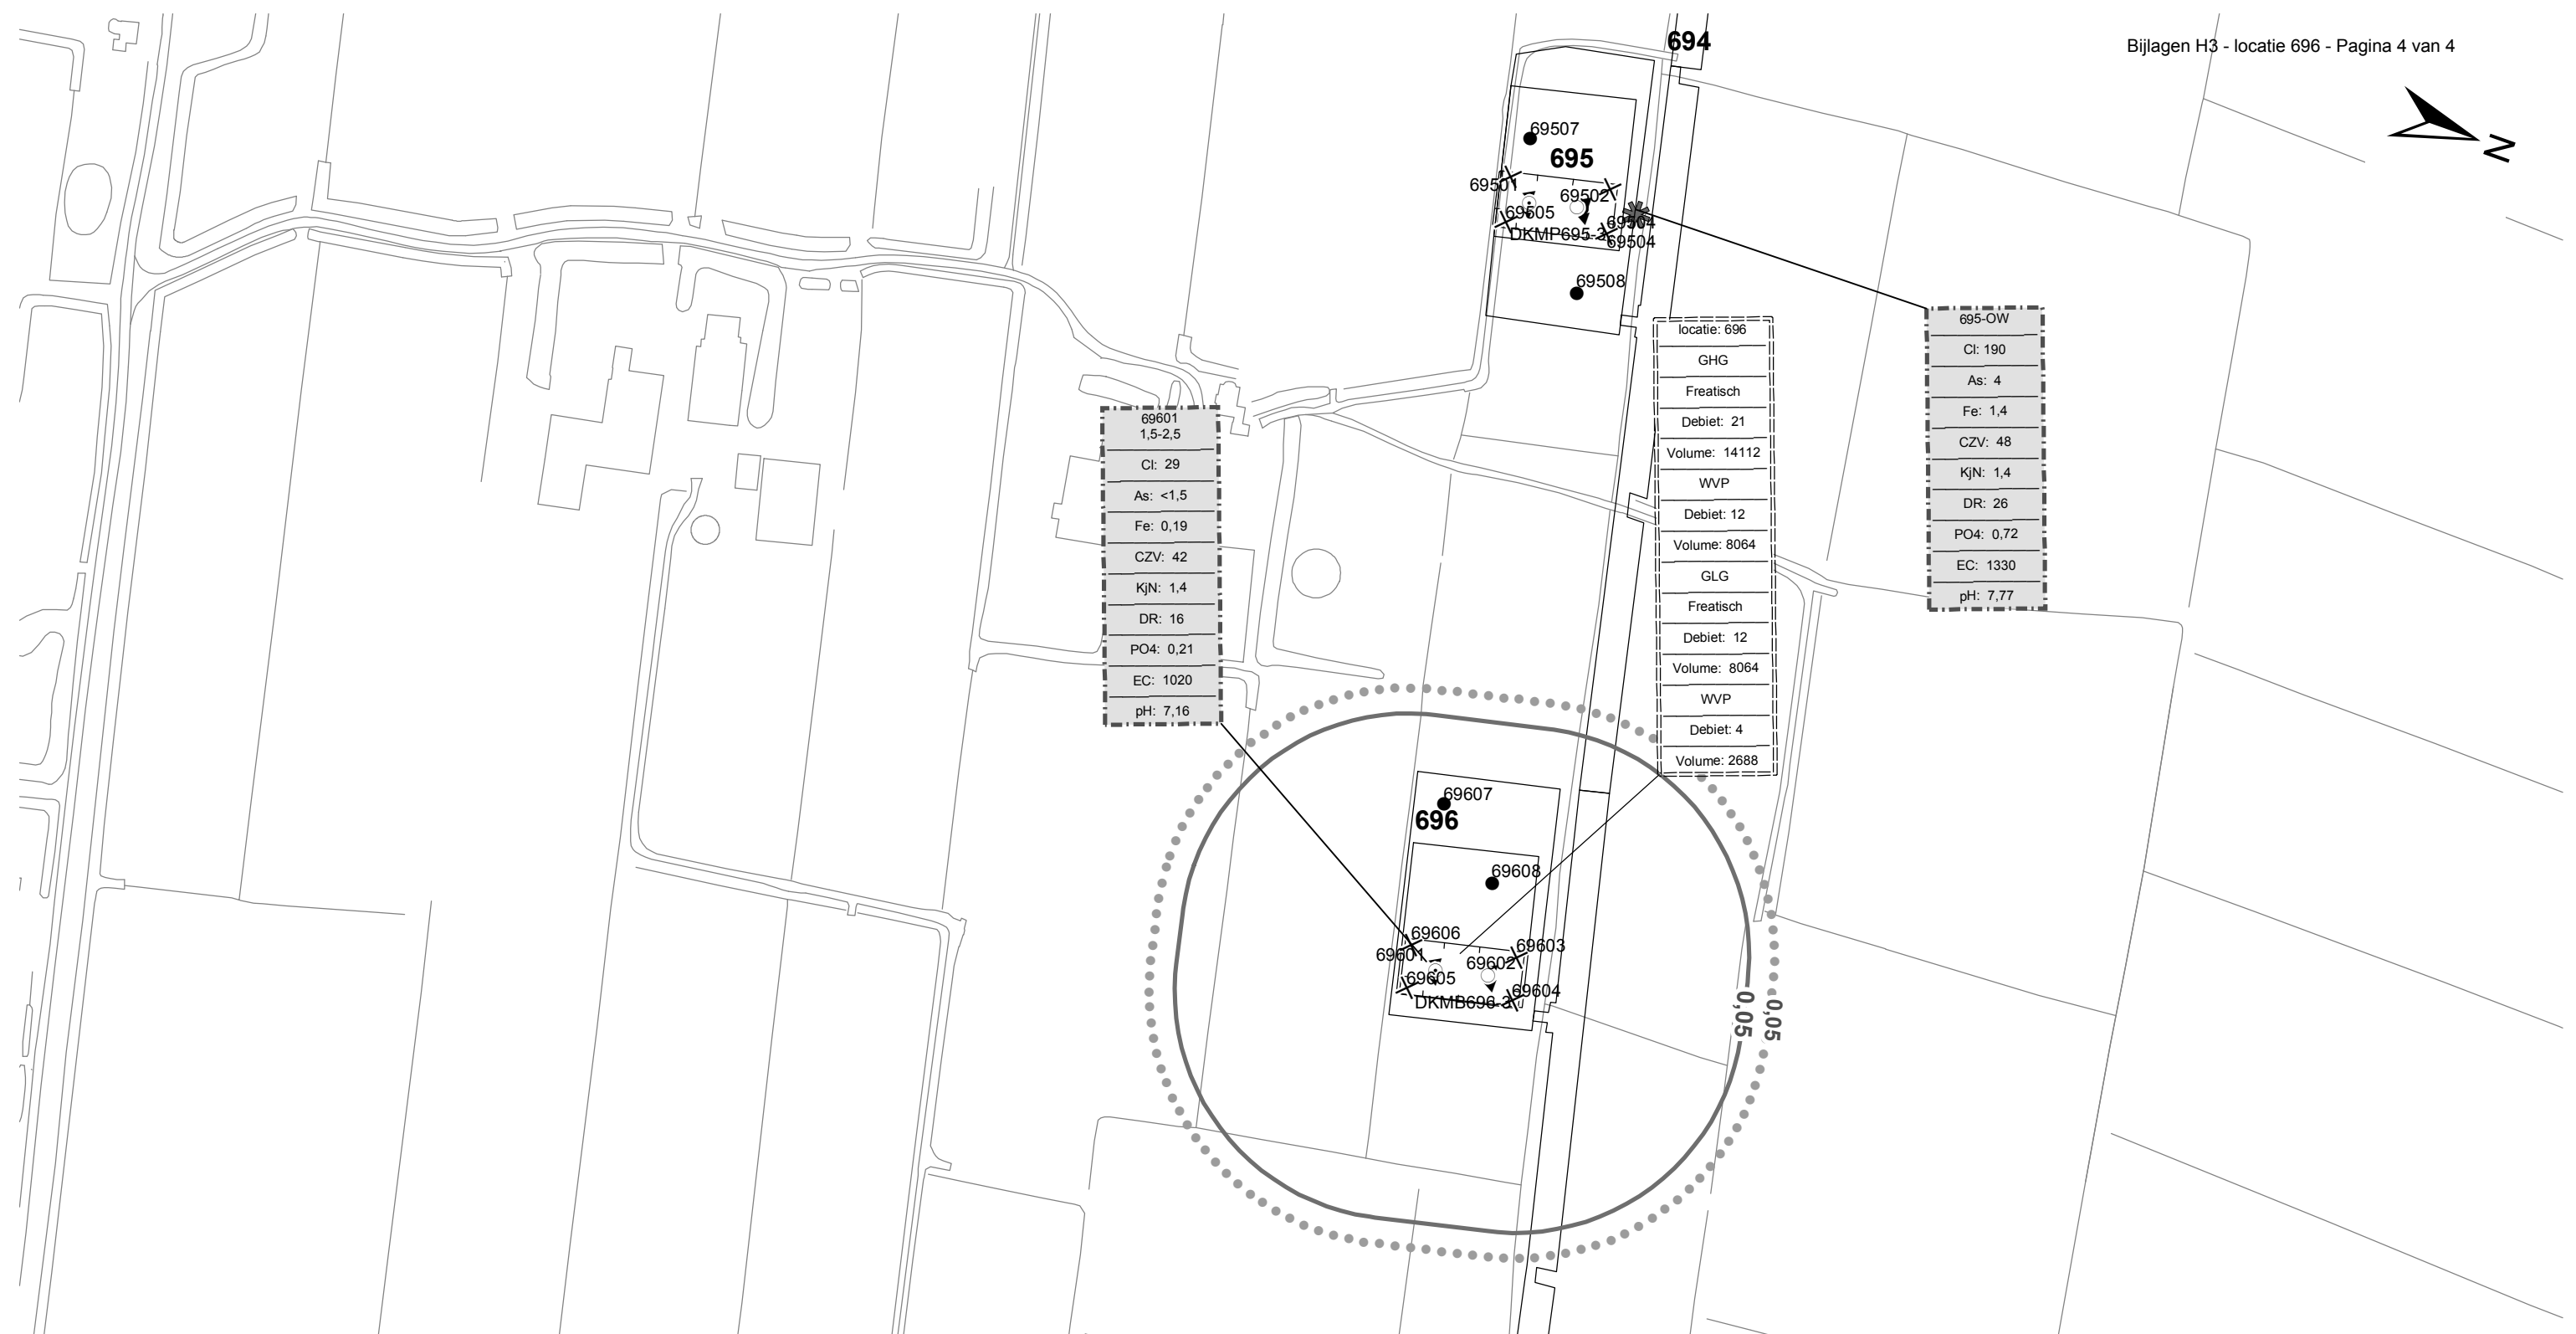 694
Bijlagen H3 - locatie 696 - Pagina 4 van 4
N
69507
695
69501
69502
69505
69504
DKMP695-3
69504
69508
locatie: 696
GHG
Freatisch
Debiet: 21
Volume: 14112
WVP
Debiet: 12
Volume: 8064
GLG
Freatisch
Debiet: 12
Volume: 8064
WVP
Debiet: 4
Volume: 2688
695-OW
Cl: 190
As: 4
Fe: 1,4
CZV: 48
KjN: 1,4
DR: 26
PO4: 0,72
EC: 1330
pH: 7,77
69601
1,5-2,5
Cl: 29
As: <1,5
Fe: 0,19
CZV: 42
KjN: 1,4
DR: 16
PO4: 0,21
EC: 1020
pH: 7,16
69607
696
69608
69606
69603
69601
69602
69605
69604
DKMB696-3
0,05
0,05